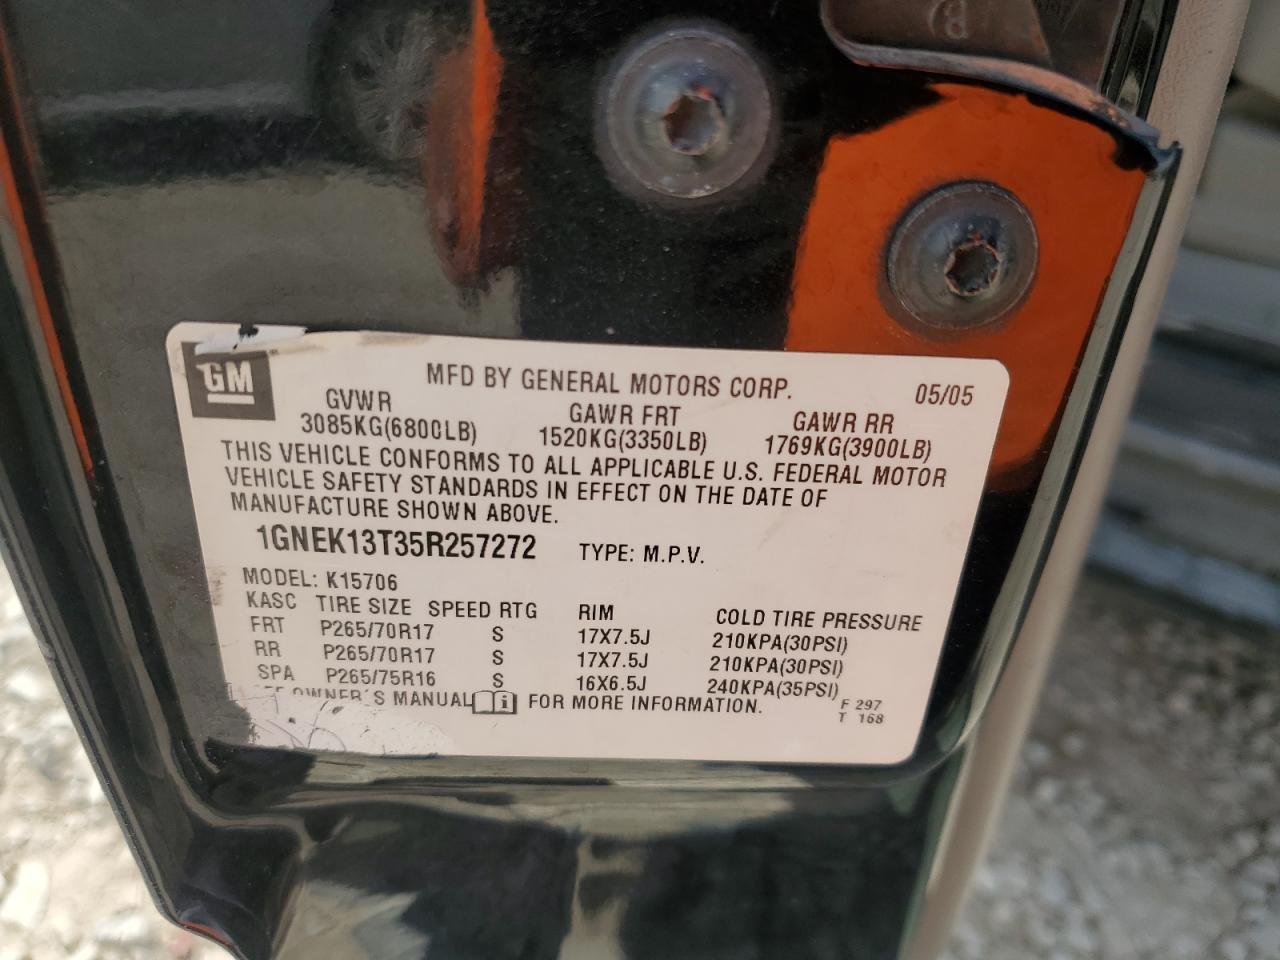 GM
MFD BY GENERAL MOTORS CORP. 05/05
GVWR GAWR FRT GAWR RR
3085KG(6800LB) 1520KG(3350LB) 1769KG(3900LB)
THIS VEHICLE CONFORMS TO ALL APPLICABLE U.S. FEDERAL MOTOR
VEHICLE SAFETY STANDARDS IN EFFECT ON THE DATE OF
MANUFACTURE SHOWN ABOVE.
1GNEK13T35R257272 TYPE: M.P.V.
MODEL: K15706
KASC TIRE SIZE SPEED RTG RIM COLD TIRE PRESSURE
FRT P265/70R17 S 17X7.5J 210KPA(30PSI)
RR P265/70R17 S 17X7.5J 210KPA(30PSI)
SPA P265/75R16 S 16X6.5J 240KPA(35PSI)
OWNER'S MANUAL FOR MORE INFORMATION.
F 297
T 168